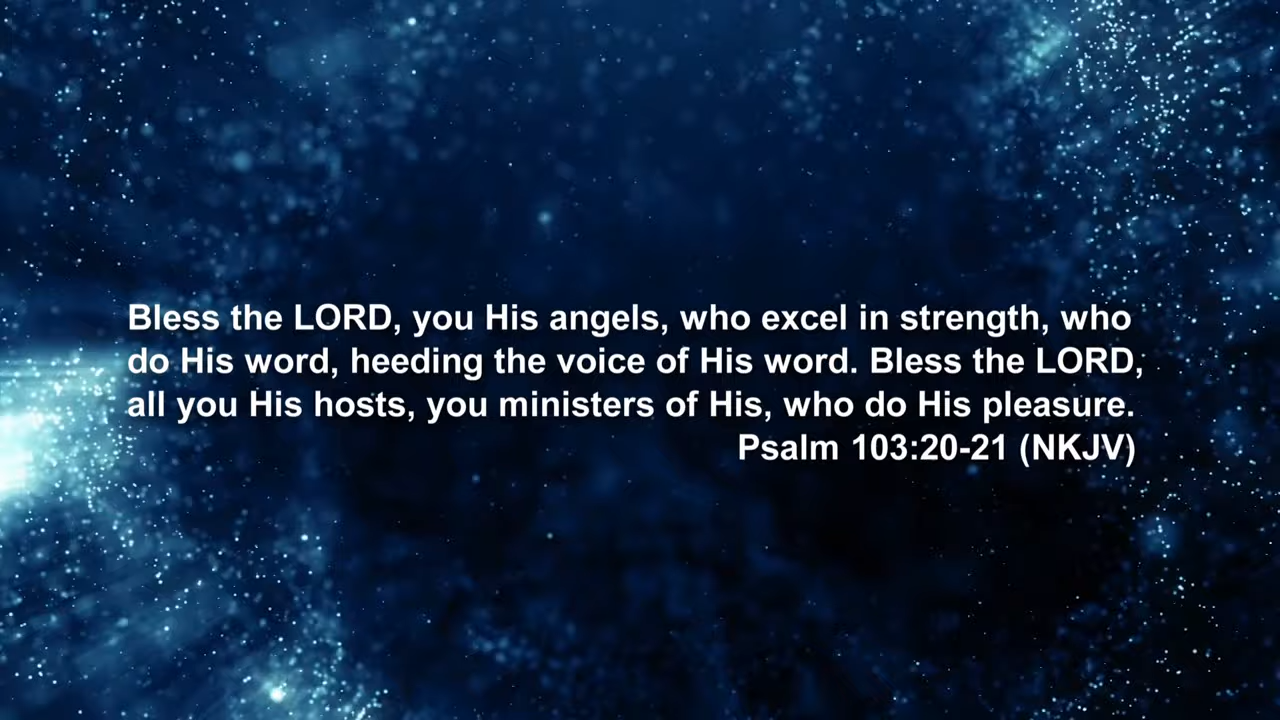 Bless the LORD, you His angels, who excel in strength, who
do His word, heeding the voice of His word. Bless the LORD,
all you His hosts, you ministers of His, who do His pleasure.
Psalm 103:20-21 (NKJV)